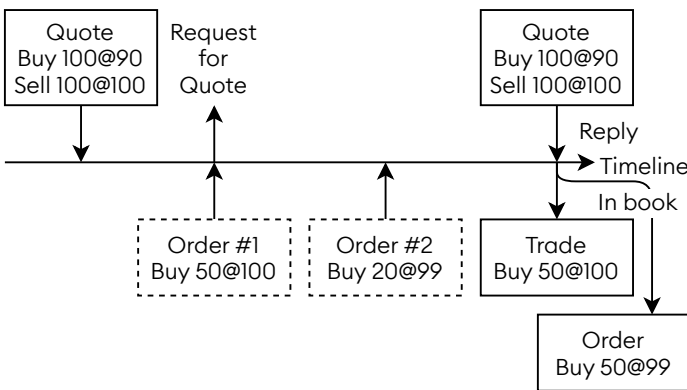 Quote
Buy 100@90
Sell 100@100
Request
for
Quote
Quote
Buy 100@90
Sell 100@100
Reply
Timeline
In book
Order #1
Buy 50@100
Order #2
Buy 20@99
Trade
Buy 50@100
Order
Buy 50@99